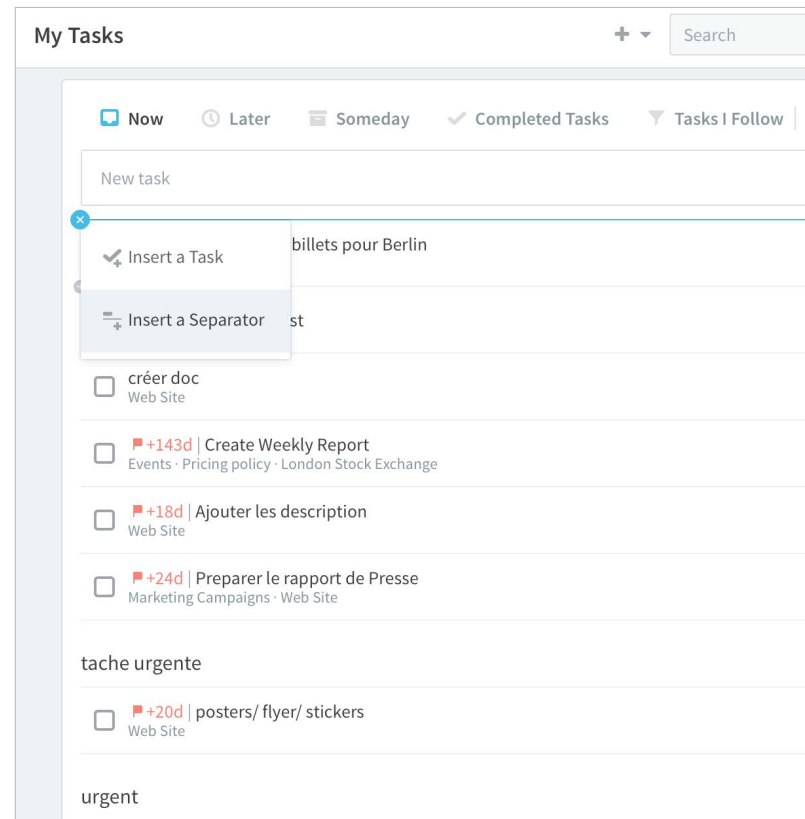 My Tasks
Search
Now Later Someday Completed Tasks Tasks I Follow
New task
billets pour Berlin
Insert a Task
Insert a Separator
st
créer doc
Web Site
+143d | Create Weekly Report
Events · Pricing policy · London Stock Exchange
+18d | Ajouter les description
Web Site
+24d | Preparer le rapport de Presse
Marketing Campaigns · Web Site
tache urgente
+20d | posters/ flyer/ stickers
Web Site
urgent